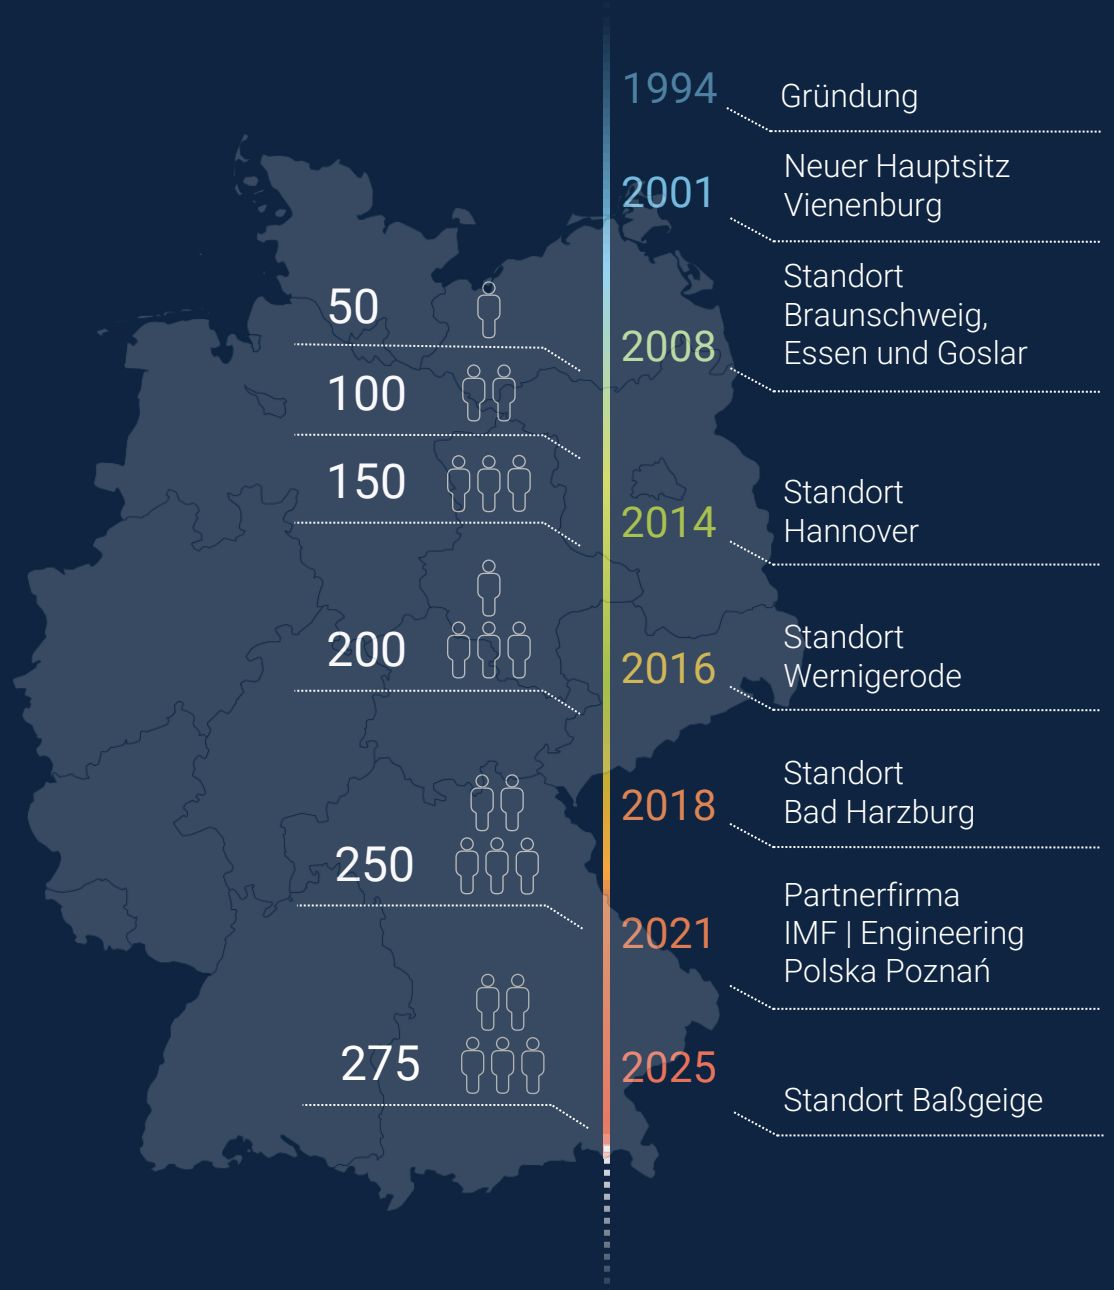 1994
Gründung
2001
Neuer Hauptsitz
Vienenburg
50
2008
Standort
Braunschweig,
Essen und Goslar
100
150
2014
Standort
Hannover
200
2016
Standort
Wernigerode
2018
Standort
Bad Harzburg
250
2021
Partnerfirma
IMF | Engineering
Polska Poznań
275
2025
Standort Baßgeige